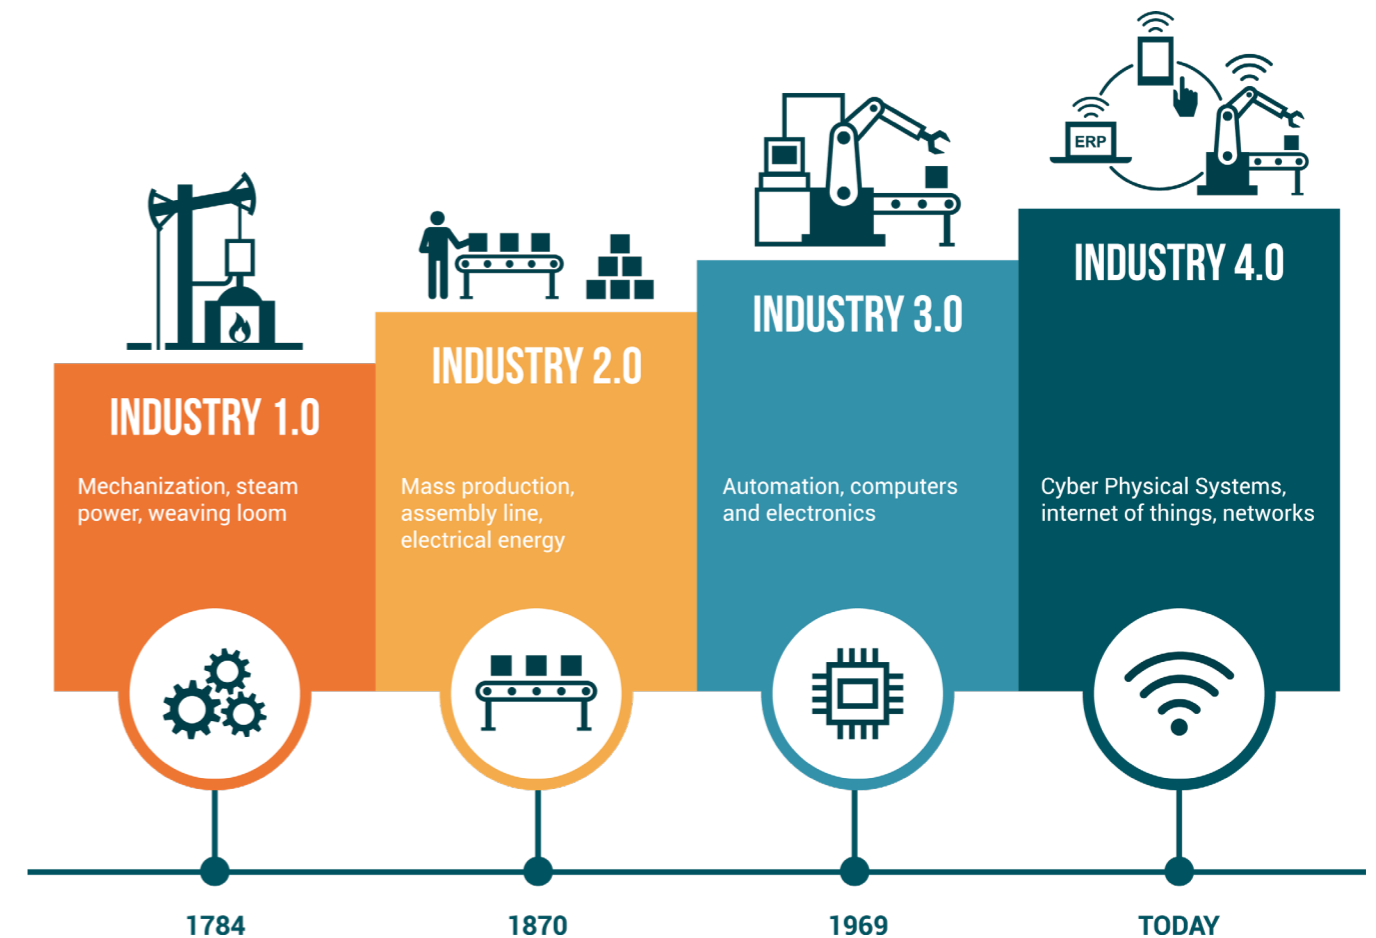 ERP
INDUSTRY 1.0
Mechanization, steam
power, weaving loom
INDUSTRY 2.0
Mass production,
assembly line,
electrical energy
INDUSTRY 3.0
Automation, computers
and electronics
INDUSTRY 4.0
Cyber Physical Systems,
internet of things, networks
1784
1870
1969
TODAY